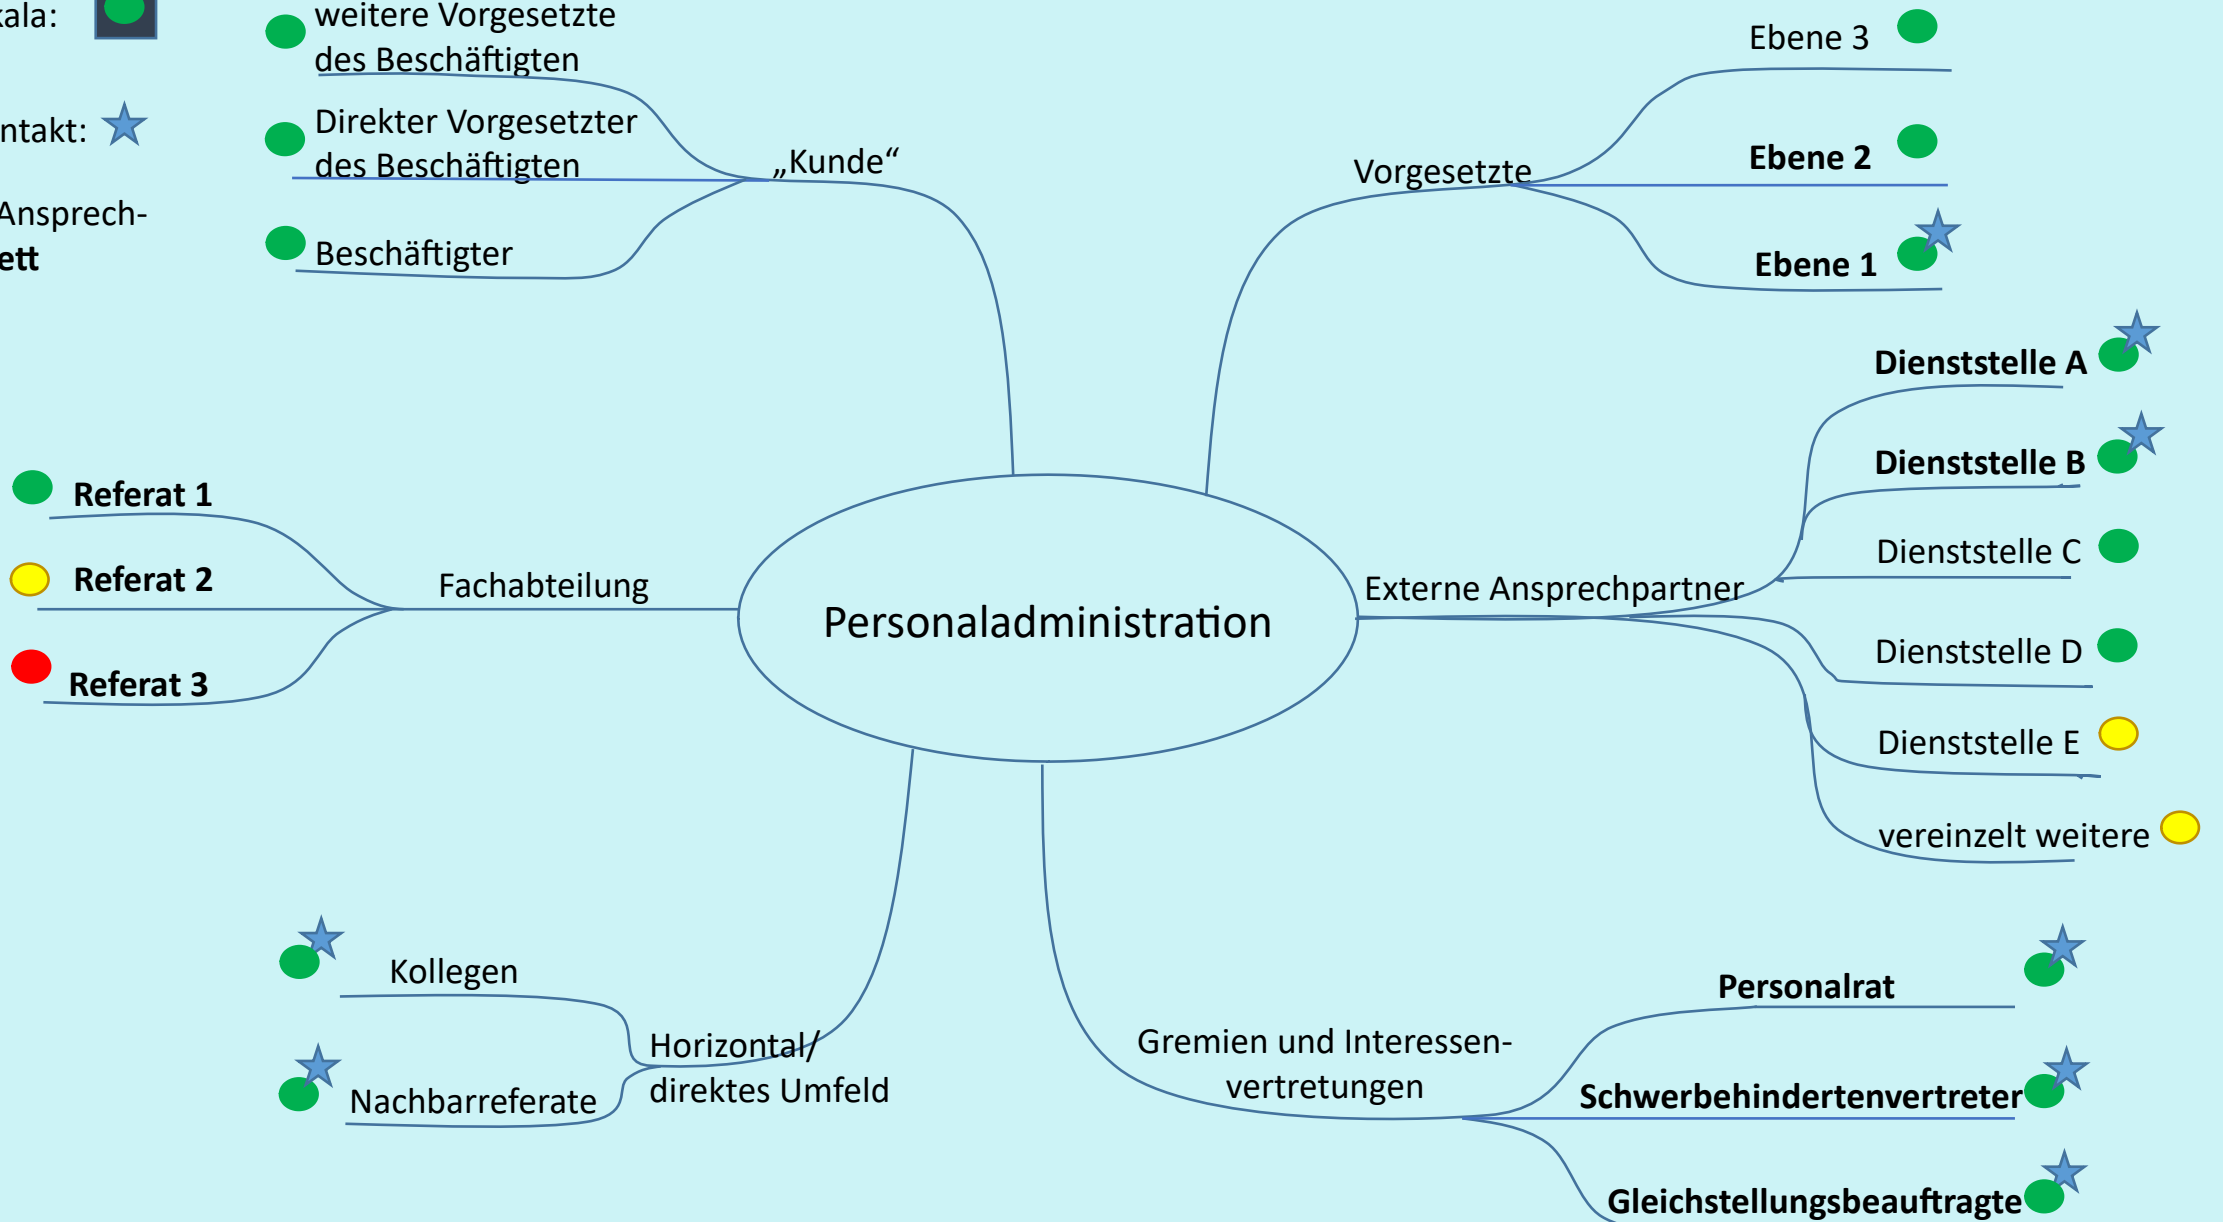 kala:
ntakt:
Ansprech-
ett
weitere Vorgesetzte
des Beschäftigten
Direkter Vorgesetzter
des Beschäftigten
Beschäftigter
„Kunde“
Vorgesetzte
Ebene 3
Ebene 2
Ebene 1
Dienststelle A
Dienststelle B
Dienststelle C
Dienststelle D
Dienststelle E
vereinzelt weitere
Externe Ansprechpartner
Referat 1
Referat 2
Referat 3
Fachabteilung
Personaladministration
Kollegen
Nachbarreferate
Horizontal/
direktes Umfeld
Gremien und Interessen-
vertretungen
Personalrat
Schwerbehindertenvertreter
Gleichstellungsbeauftragte